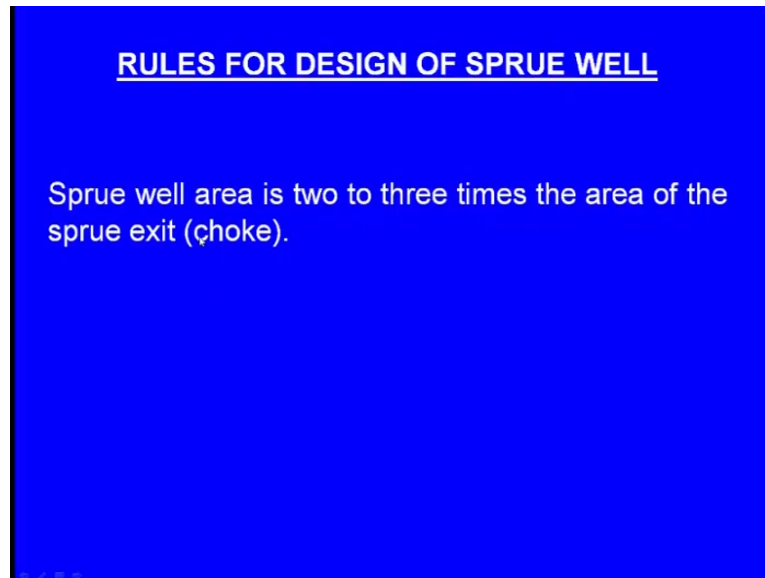 RULES FOR DESIGN OF SPRUE WELL
Sprue well area is two to three times the area of the
sprue exit (choke).